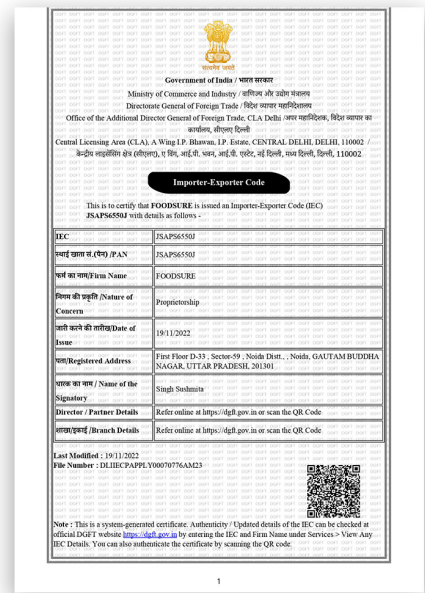 सत्यमेव जयते
Government of India / भारत सरकार
Ministry of Commerce and Industry / वाणिज्य और उद्योग मंत्रालय
Directorate General of Foreign Trade / विदेश व्यापार महानिदेशालय
Office of the Additional Director General of Foreign Trade, CLA Delhi /अपर महानिदेशक, विदेश व्यापार का
कार्यालय, सीएलए दिल्ली
Central Licensing Area (CLA), A Wing I.P. Bhawan, I.P. Estate, CENTRAL DELHI, DELHI, 110002 /
केन्द्रीय लाइसेंसिंग क्षेत्र (सीएलए), ए विंग, आई.पी. भवन, आई.पी. एस्टेट, नई दिल्ली, मध्य दिल्ली, दिल्ली, 110002
Importer-Exporter Code
This is to certify that FOODSURE is issued an Importer-Exporter Code (IEC)
JSAPS6550J with details as follows -
IEC JSAPS6550J
स्थाई खाता सं.(पैन) /PAN JSAPS6550J
फर्म का नाम/Firm Name FOODSURE
निगम की प्रकृति /Nature of
Concern Proprietorship
जारी करने की तारीख/Date of
Issue 19/11/2022
पता/Registered Address First Floor D-33 , Sector-59 , Noida Distt., , Noida, GAUTAM BUDDHA
NAGAR, UTTAR PRADESH, 201301
धारक का नाम / Name of the
Signatory Singh Sushmita
Director / Partner Details Refer online at https://dgft.gov.in or scan the QR Code
शाखा/इकाई /Branch Details Refer online at https://dgft.gov.in or scan the QR Code
Last Modified : 19/11/2022
File Number : DLIIECPAPPLY00070776AM23
Note : This is a system-generated certificate. Authenticity / Updated details of the IEC can be checked at
official DGFT website https://dgft.gov.in by entering the IEC and Firm Name under Services > View Any
IEC Details. You can also authenticate the certificate by scanning the QR code.
1